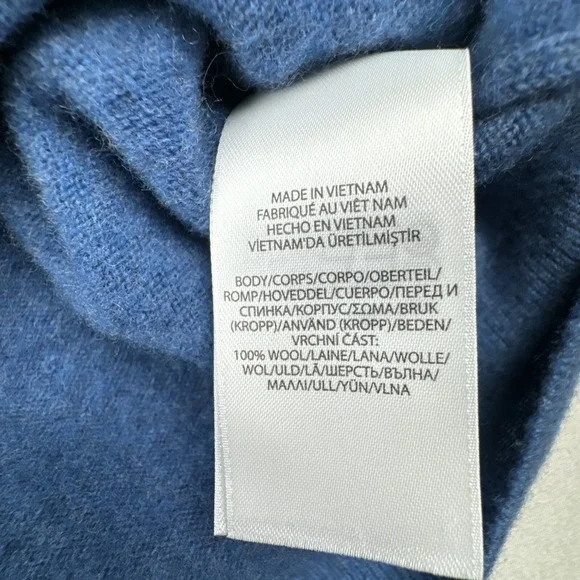 MADE IN VIETNAM
FABRIQUÉ AU VIÊT NAM
HECHO EN VIETNAM
VİETNAM'DA ÜRETİLMİŞTİR
BODY/CORPS/CORPO/OBERTEIL/
ROMP/HOVEDDEL/CUERPO/ПЕРЕД И
СПИНКА/КОРПУС/ΣΩΜΑ/BRUK
(KROPP)/ANVÄND (KROPP)/BEDEN/
VRCHNÍ ČÁST:
100% WOOL/LAINE/LANA/WOLLE/
WOL/ULD/LÃ/ШЕРСТЬ/ВЪЛНА/
ΜΑΛΛΙ/ULL/YÜN/VLNA